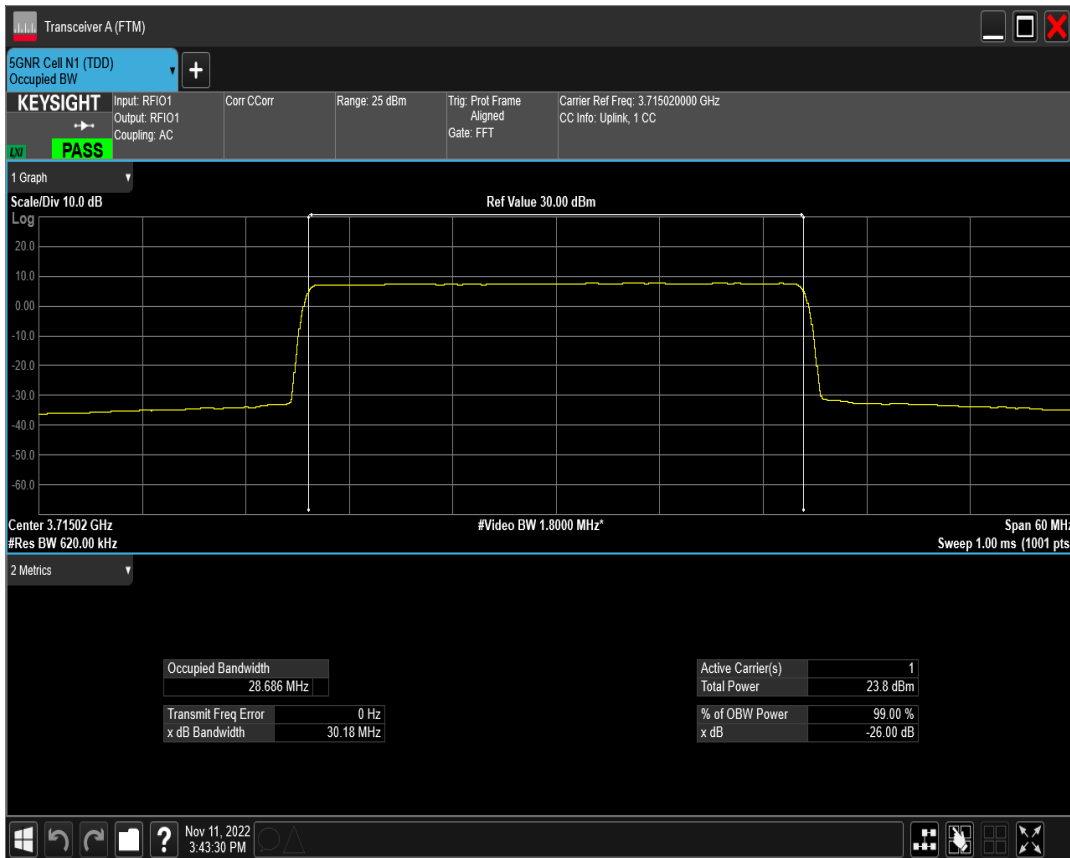 Transceiver A (FTM)
5GNR Cell N1 (TDD)
Occupied BW
+
KEYSIGHT
LXI
PASS
Input: RFIO1
Output: RFIO1
Coupling: AC
Corr CCorr
Range: 25 dBm
Trig: Prot Frame
Aligned
Gate: FFT
Carrier Ref Freq: 3.715020000 GHz
CC Info: Uplink, 1 CC
1 Graph
Scale/Div 10.0 dB
Ref Value 30.00 dBm
Log
20.0
10.0
0.00
-10.0
-20.0
-30.0
-40.0
-50.0
-60.0
Center 3.71502 GHz
#Video BW 1.8000 MHz*
Span 60 MHz
#Res BW 620.00 kHz
Sweep 1.00 ms (1001 pts
2 Metrics
Occupied Bandwidth
28.686 MHz
Transmit Freq Error 0 Hz
x dB Bandwidth 30.18 MHz
Active Carrier(s) 1
Total Power 23.8 dBm
% of OBW Power 99.00 %
x dB -26.00 dB
?
Nov 11, 2022
3:43:30 PM